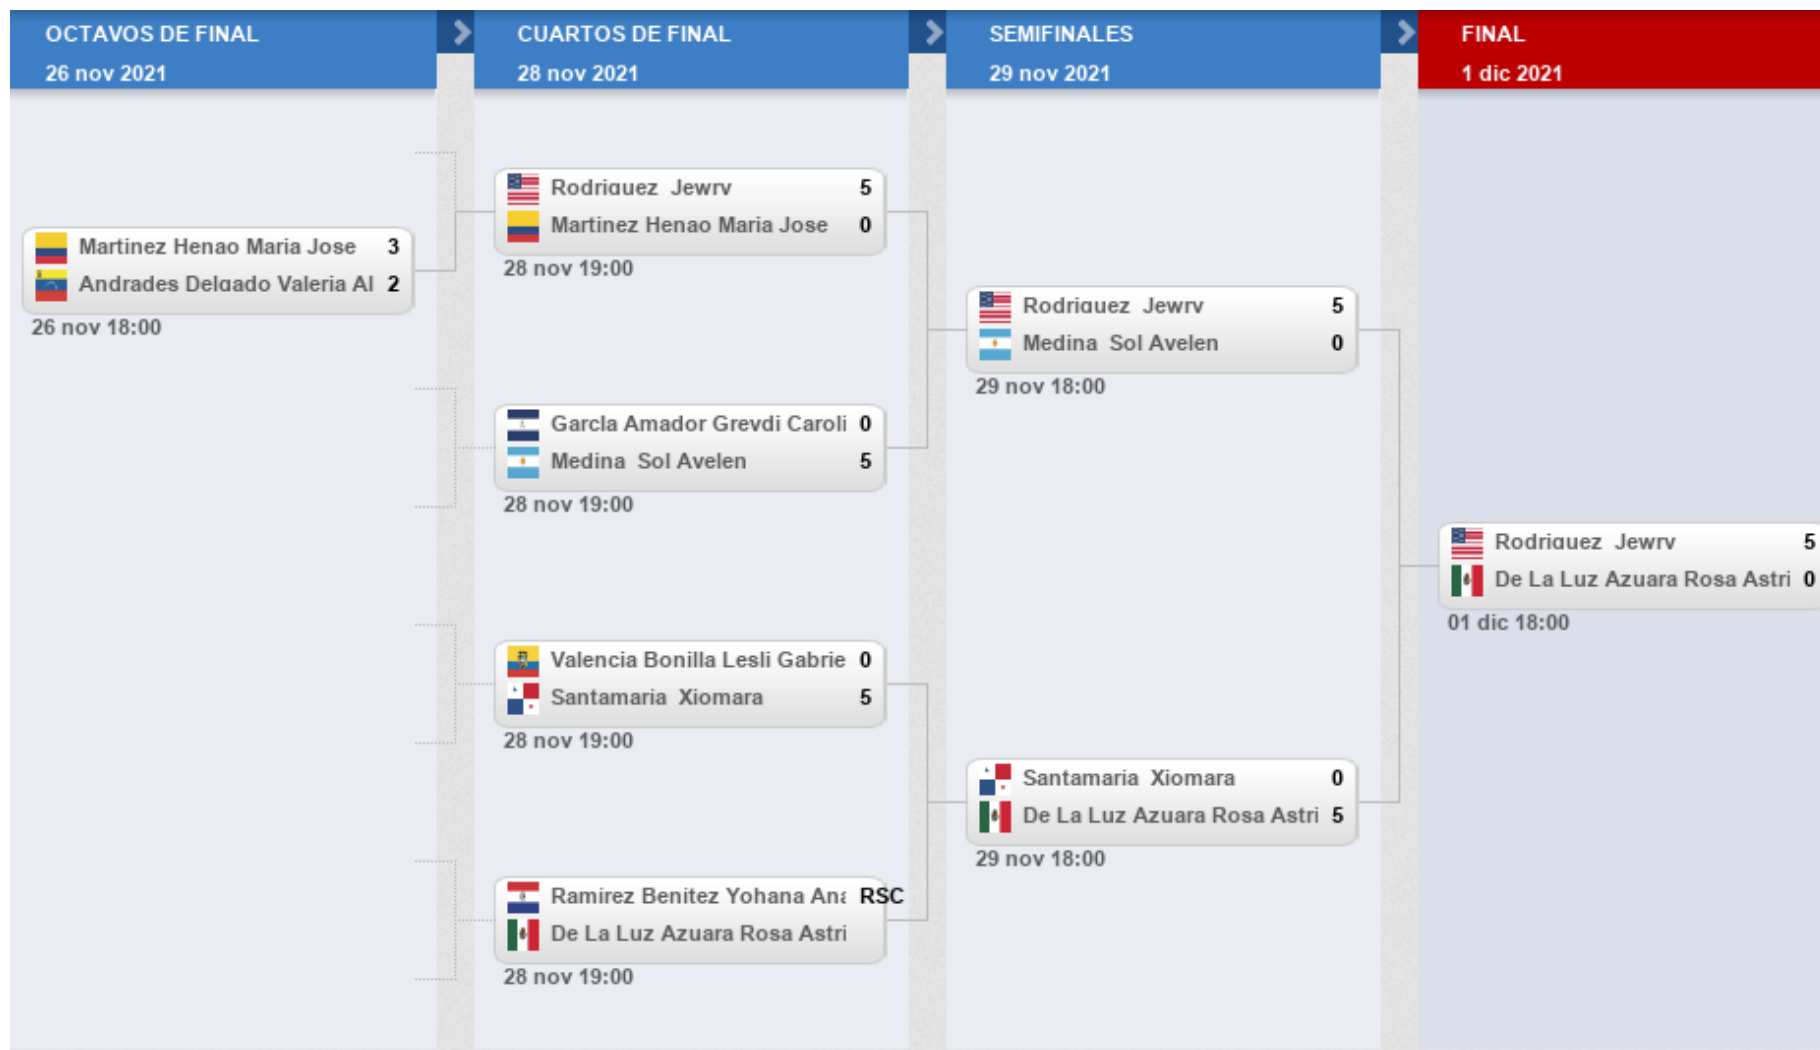 OCTAVOS DE FINAL
26 nov 2021
Martinez Henao Maria Jose 3
Andrades Delgado Valeria Al 2
26 nov 18:00
CUARTOS DE FINAL
28 nov 2021
Rodriguez Jewry 5
Martinez Henao Maria Jose 0
28 nov 19:00
Garcla Amador Greydi Caroli 0
Medina Sol Ayelen 5
28 nov 19:00
Valencia Bonilla Lesli Gabrie 0
Santamaria Xiomara 5
28 nov 19:00
Ramirez Benitez Yohana Ana RSC
De La Luz Azuara Rosa Astri
28 nov 19:00
SEMIFINALES
29 nov 2021
Rodriguez Jewry 5
Medina Sol Ayelen 0
29 nov 18:00
Santamaria Xiomara 0
De La Luz Azuara Rosa Astri 5
29 nov 18:00
FINAL
1 dic 2021
Rodriguez Jewry 5
De La Luz Azuara Rosa Astri 0
01 dic 18:00